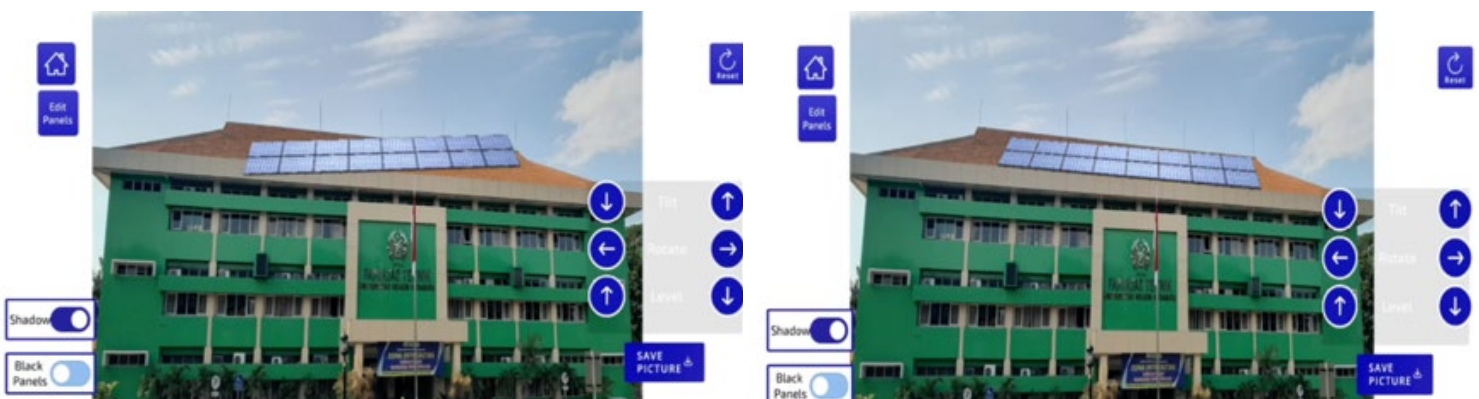 Edit
Panels
Reset
Tilt
Rotate
Level
Shadow
Black
Panels
SAVE
PICTURE
Edit
Panels
Reset
Tilt
Rotate
Level
Shadow
Black
Panels
SAVE
PICTURE